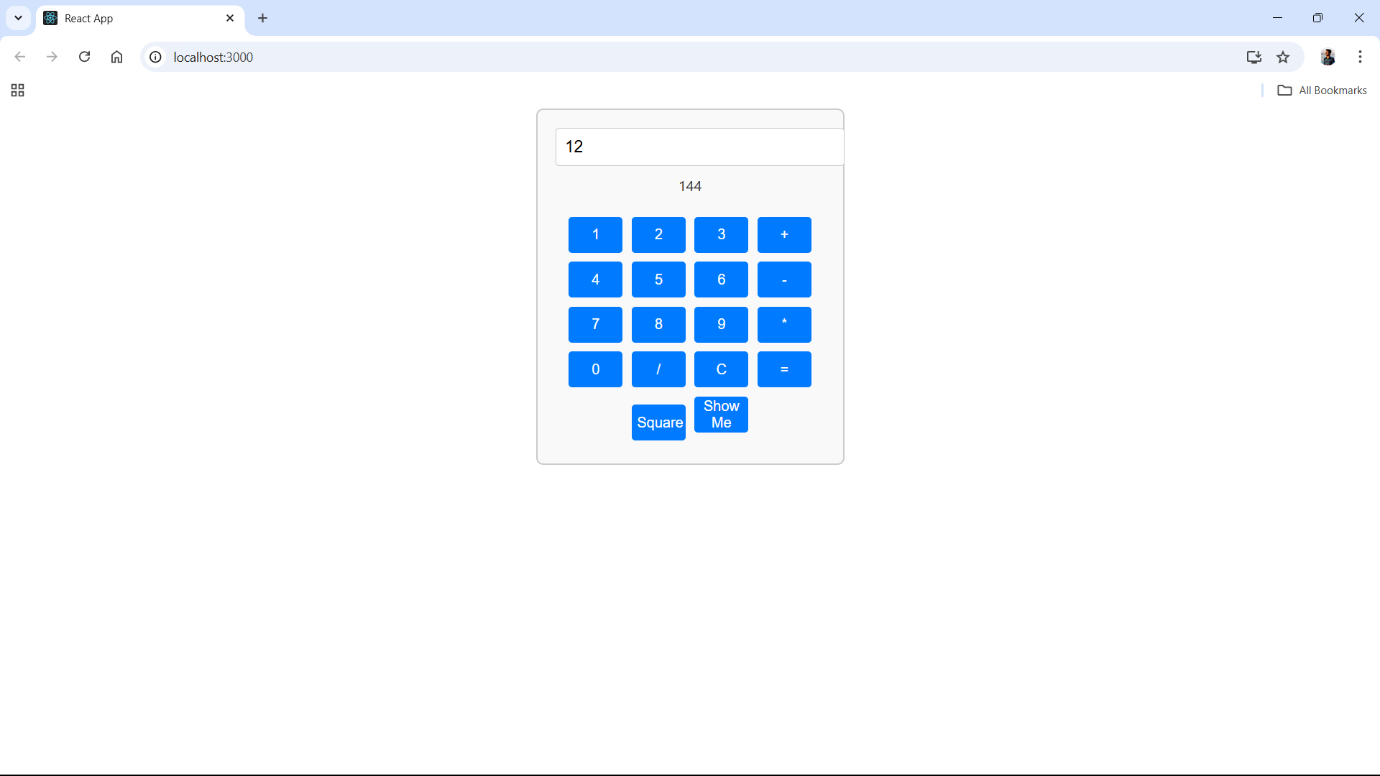 React App
localhost:3000
All Bookmarks
12
144
1 2 3 +
4 5 6 -
7 8 9 *
0 / C =
Square Show
Me